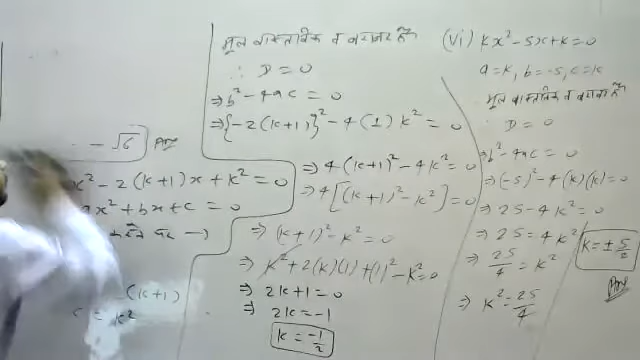 - √6 Ans
x² - 2(k+1)x + k² = 0
ax² + bx + c = 0
करने पर →
-(k+1)
c = k²
मूल वास्तविक व बराबर हैं
∴ D = 0
⇒ b² - 4ac = 0
⇒ {-2(k+1)}² - 4(1)k² = 0
⇒ 4(k+1)² - 4k² = 0
⇒ 4[(k+1)² - k²] = 0
⇒ (k+1)² - k² = 0
⇒ k² + 2(k)(1) + (1)² - k² = 0
⇒ 2k+1 = 0
⇒ 2k = -1
k = -1/2
(vi) kx² - 5x + k = 0
a = k, b = -5, c = k
मूल वास्तविक व बराबर हैं
∴ D = 0
⇒ b² - 4ac = 0
⇒ (-5)² - 4(k)(k) = 0
⇒ 25 - 4k² = 0
⇒ 25 = 4k²
⇒ 25/4 = k²
⇒ k² = 25/4
k = ± 5/2
Ans